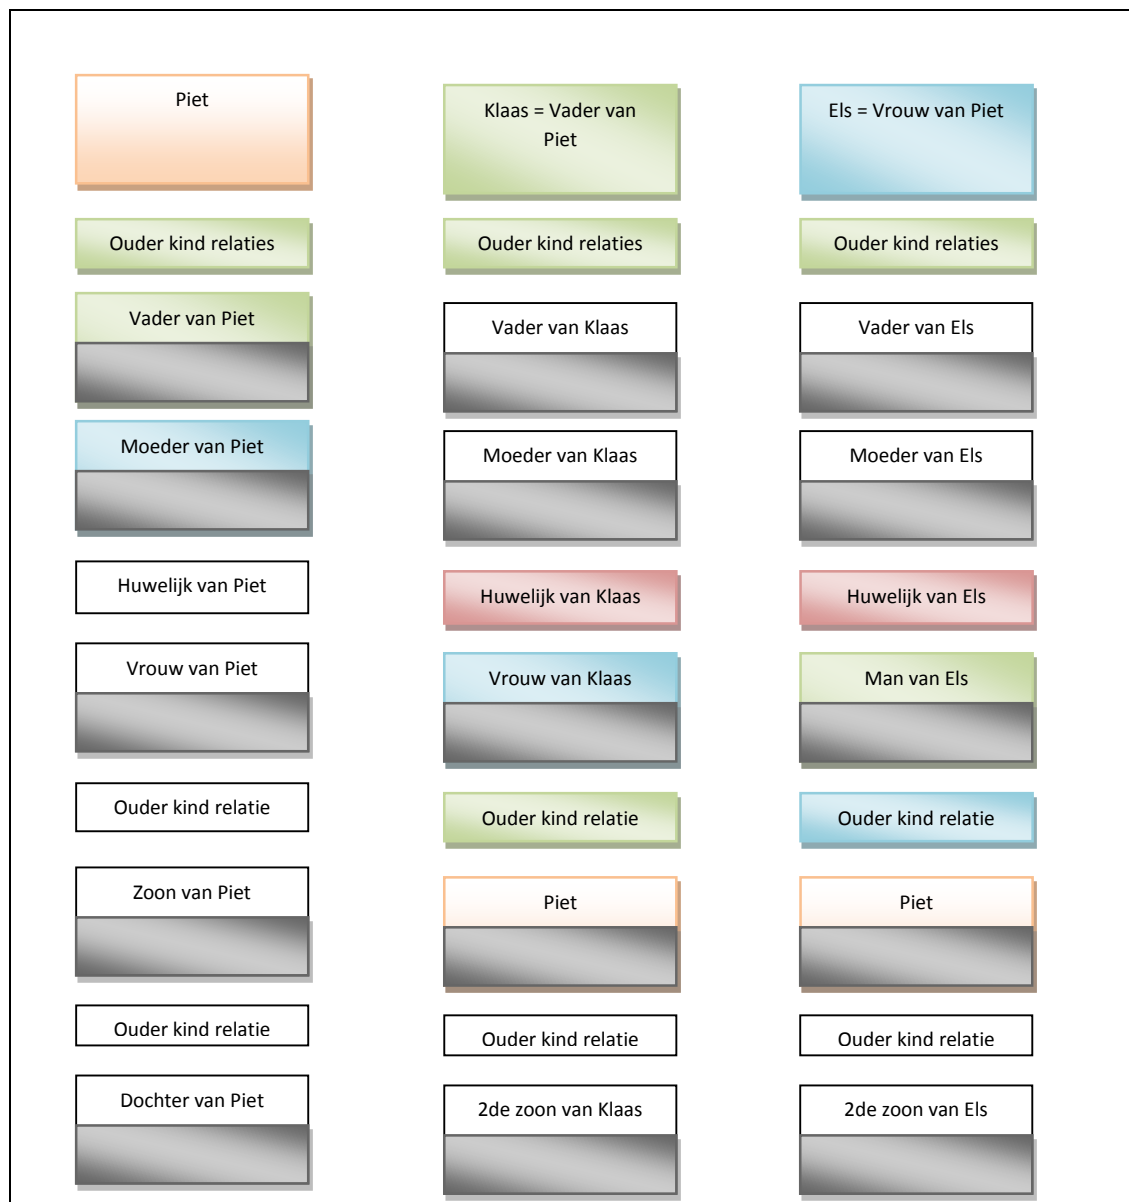 Piet
Ouder kind relaties
Vader van Piet
Moeder van Piet
Huwelijk van Piet
Vrouw van Piet
Ouder kind relatie
Zoon van Piet
Ouder kind relatie
Dochter van Piet
Klaas = Vader van
Piet
Ouder kind relaties
Vader van Klaas
Moeder van Klaas
Huwelijk van Klaas
Vrouw van Klaas
Ouder kind relatie
Piet
Ouder kind relatie
2de zoon van Klaas
Els = Vrouw van Piet
Ouder kind relaties
Vader van Els
Moeder van Els
Huwelijk van Els
Man van Els
Ouder kind relatie
Piet
Ouder kind relatie
2de zoon van Els